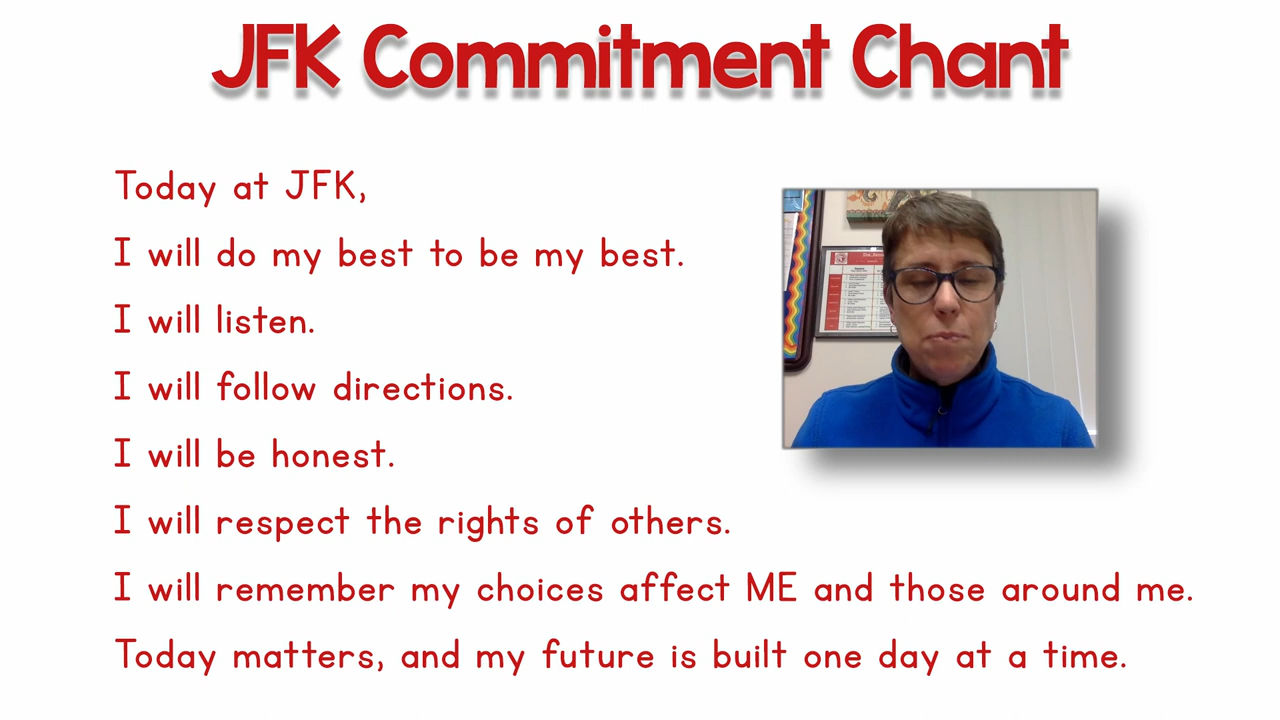 JFK Commitment Chant
Today at JFK,
I will do my best to be my best.
I will listen.
I will follow directions.
I will be honest.
I will respect the rights of others.
I will remember my choices affect ME and those around me.
Today matters, and my future is built one day at a time.